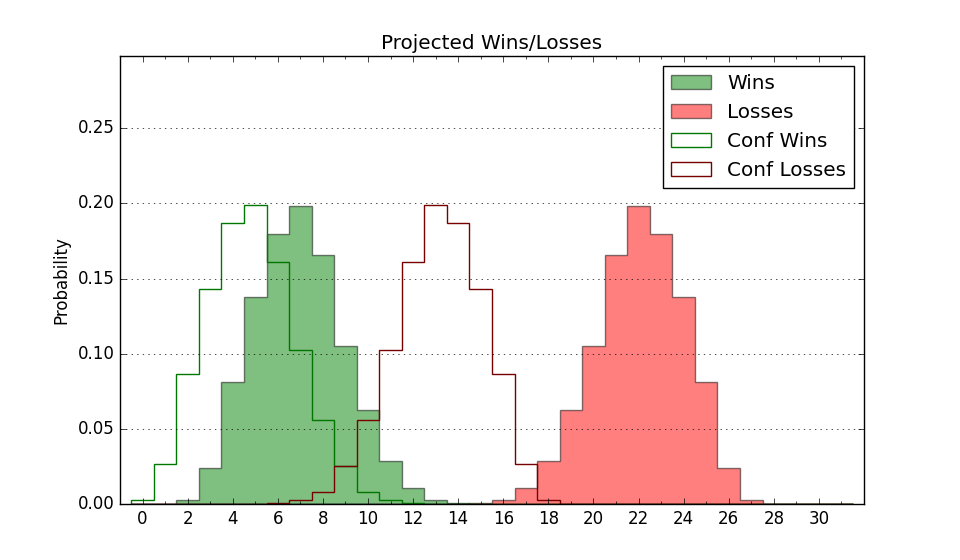 Projected Wins/Losses
Wins
Losses
Conf Wins
Conf Losses
Probability
0.25
0.20
0.15
0.10
0.05
0.00
0 2 4 6 8 10 12 14 16 18 20 22 24 26 28 30